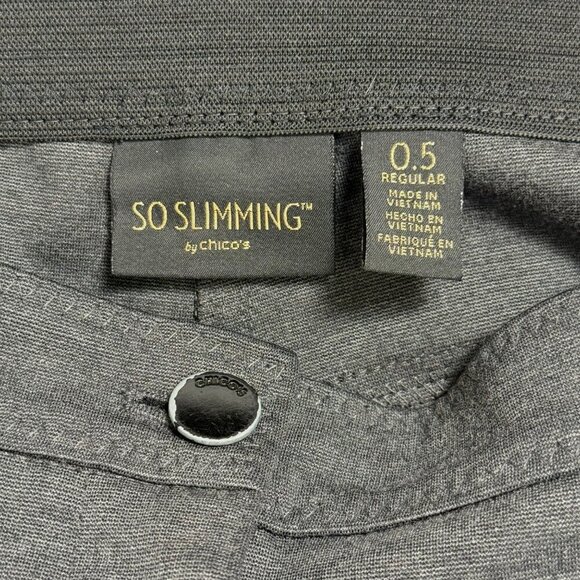 SO SLIMMING™
by chico's
0.5
REGULAR
MADE IN
VIETNAM
HECHO EN
VIETNAM
FABRIQUÉ EN
VIETNAM
chico's